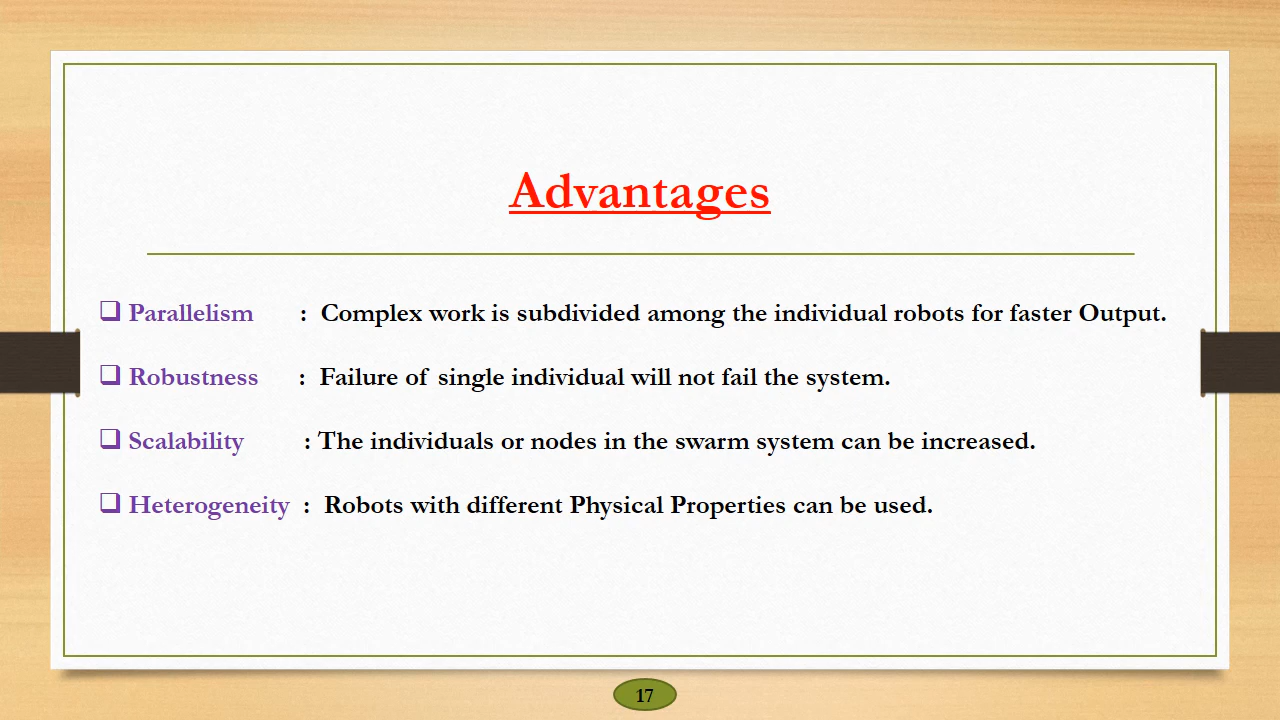 Advantages
❑ Parallelism : Complex work is subdivided among the individual robots for faster Output.
❑ Robustness : Failure of single individual will not fail the system.
❑ Scalability : The individuals or nodes in the swarm system can be increased.
❑ Heterogeneity : Robots with different Physical Properties can be used.
17